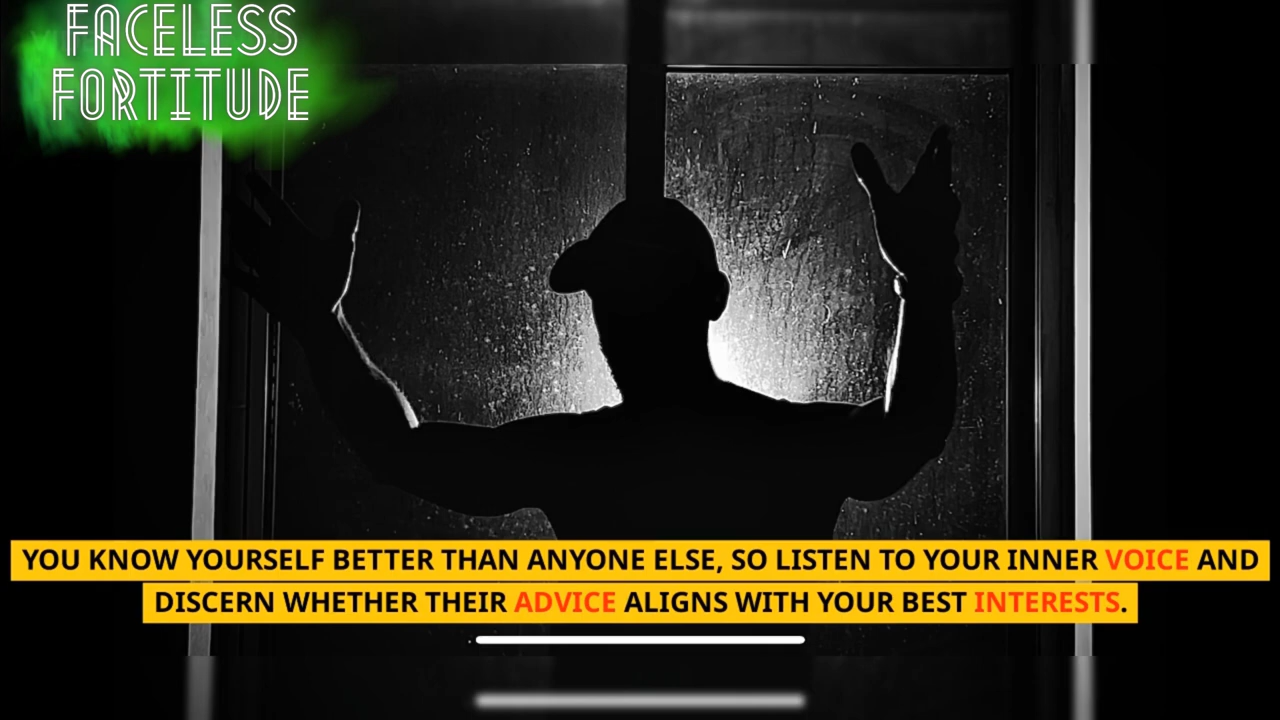 FACELESS
FORTITUDE
YOU KNOW YOURSELF BETTER THAN ANYONE ELSE, SO LISTEN TO YOUR INNER VOICE AND
DISCERN WHETHER THEIR ADVICE ALIGNS WITH YOUR BEST INTERESTS.